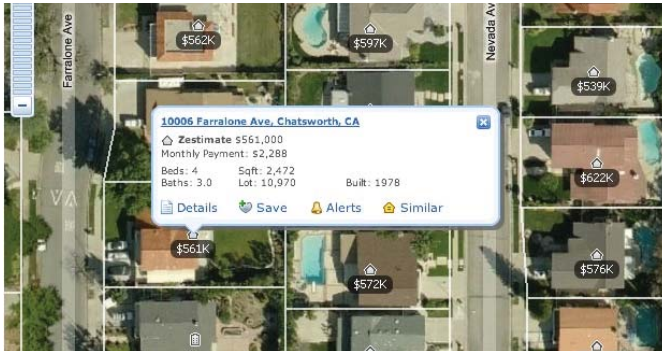 Farralone Ave
$562K
$597K
Nevada Av
$539K
10006 Farralone Ave, Chatsworth, CA
Zestimate $561,000
Monthly Payment: $2,288
Beds: 4 Sqft: 2,472
Baths: 3.0 Lot: 10,970 Built: 1978
Details Save Alerts Similar
$622K
$561K
$572K
$576K